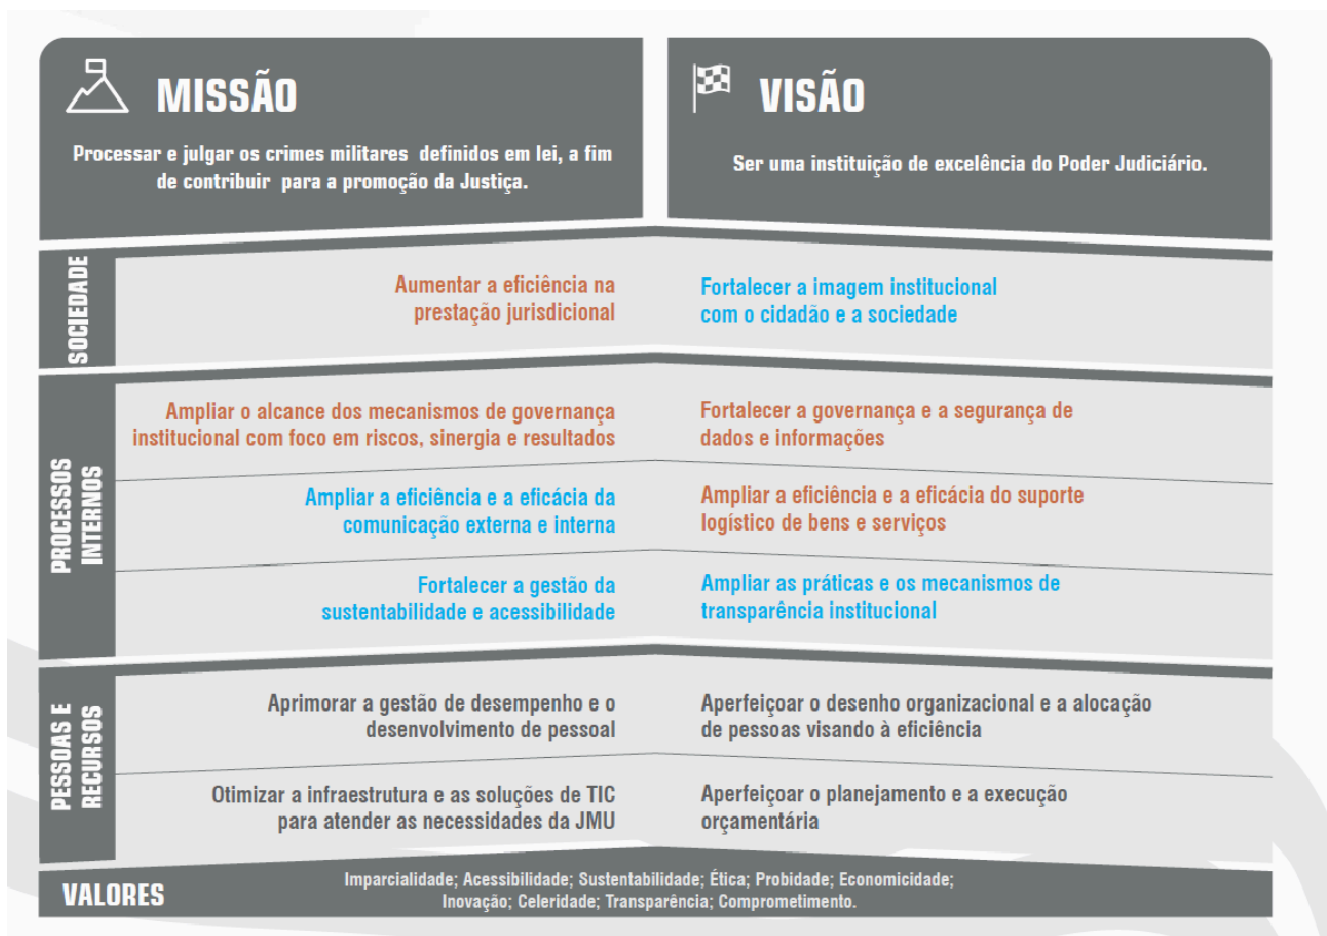 MISSÃO
Processar e julgar os crimes militares definidos em lei, a fim
de contribuir para a promoção da Justiça.
VISÃO
Ser uma instituição de excelência do Poder Judiciário.
SOCIEDADE
Aumentar a eficiência na
prestação jurisdicional
Fortalecer a imagem institucional
com o cidadão e a sociedade
PROCESSOS
INTERNOS
Ampliar o alcance dos mecanismos de governança
institucional com foco em riscos, sinergia e resultados
Fortalecer a governança e a segurança de
dados e informações
Ampliar a eficiência e a eficácia da
comunicação externa e interna
Ampliar a eficiência e a eficácia do suporte
logístico de bens e serviços
Fortalecer a gestão da
sustentabilidade e acessibilidade
Ampliar as práticas e os mecanismos de
transparência institucional
PESSOAS E
RECURSOS
Aprimorar a gestão de desempenho e o
desenvolvimento de pessoal
Aperfeiçoar o desenho organizacional e a alocação
de pessoas visando à eficiência
Otimizar a infraestrutura e as soluções de TIC
para atender as necessidades da JMU
Aperfeiçoar o planejamento e a execução
orçamentária
VALORES
Imparcialidade; Acessibilidade; Sustentabilidade; Ética; Probidade; Economicidade;
Inovação; Celeridade; Transparência; Comprometimento.